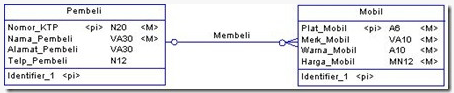 Pembeli
Nomor_KTP <pi> N20 <M>
Nama_Pembeli VA30 <M>
Alamat_Pembeli VA30
Telp_Pembeli N12
Identifier_1 <pi>
Membeli
Mobil
Plat_Mobil <pi> A6 <M>
Merk_Mobil VA10 <M>
Warna_Mobil A10 <M>
Harga_Mobil MN12 <M>
Identifier_1 <pi>